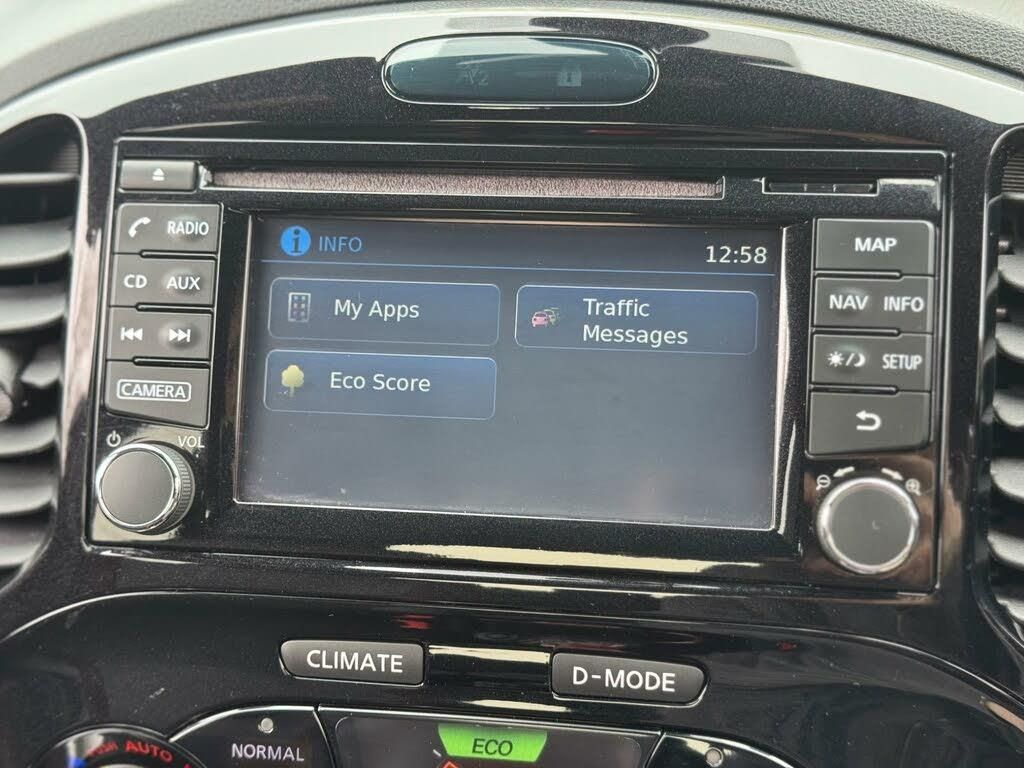 INFO
12:58
RADIO
MAP
My Apps
Traffic
Messages
CD AUX
NAV INFO
Eco Score
SETUP
CAMERA
VOL
CLIMATE
D-MODE
AUTO
NORMAL
ECO